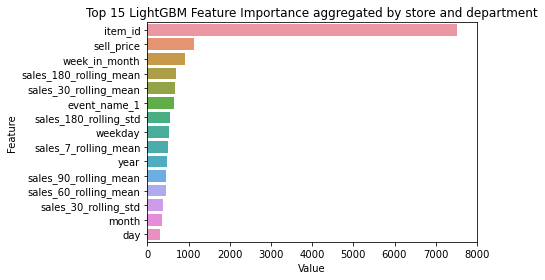 Top 15 LightGBM Feature Importance aggregated by store and department
Feature
item_id
sell_price
week_in_month
sales_180_rolling_mean
sales_30_rolling_mean
event_name_1
sales_180_rolling_std
weekday
sales_7_rolling_mean
year
sales_90_rolling_mean
sales_60_rolling_mean
sales_30_rolling_std
month
day
0 1000 2000 3000 4000 5000 6000 7000 8000
Value